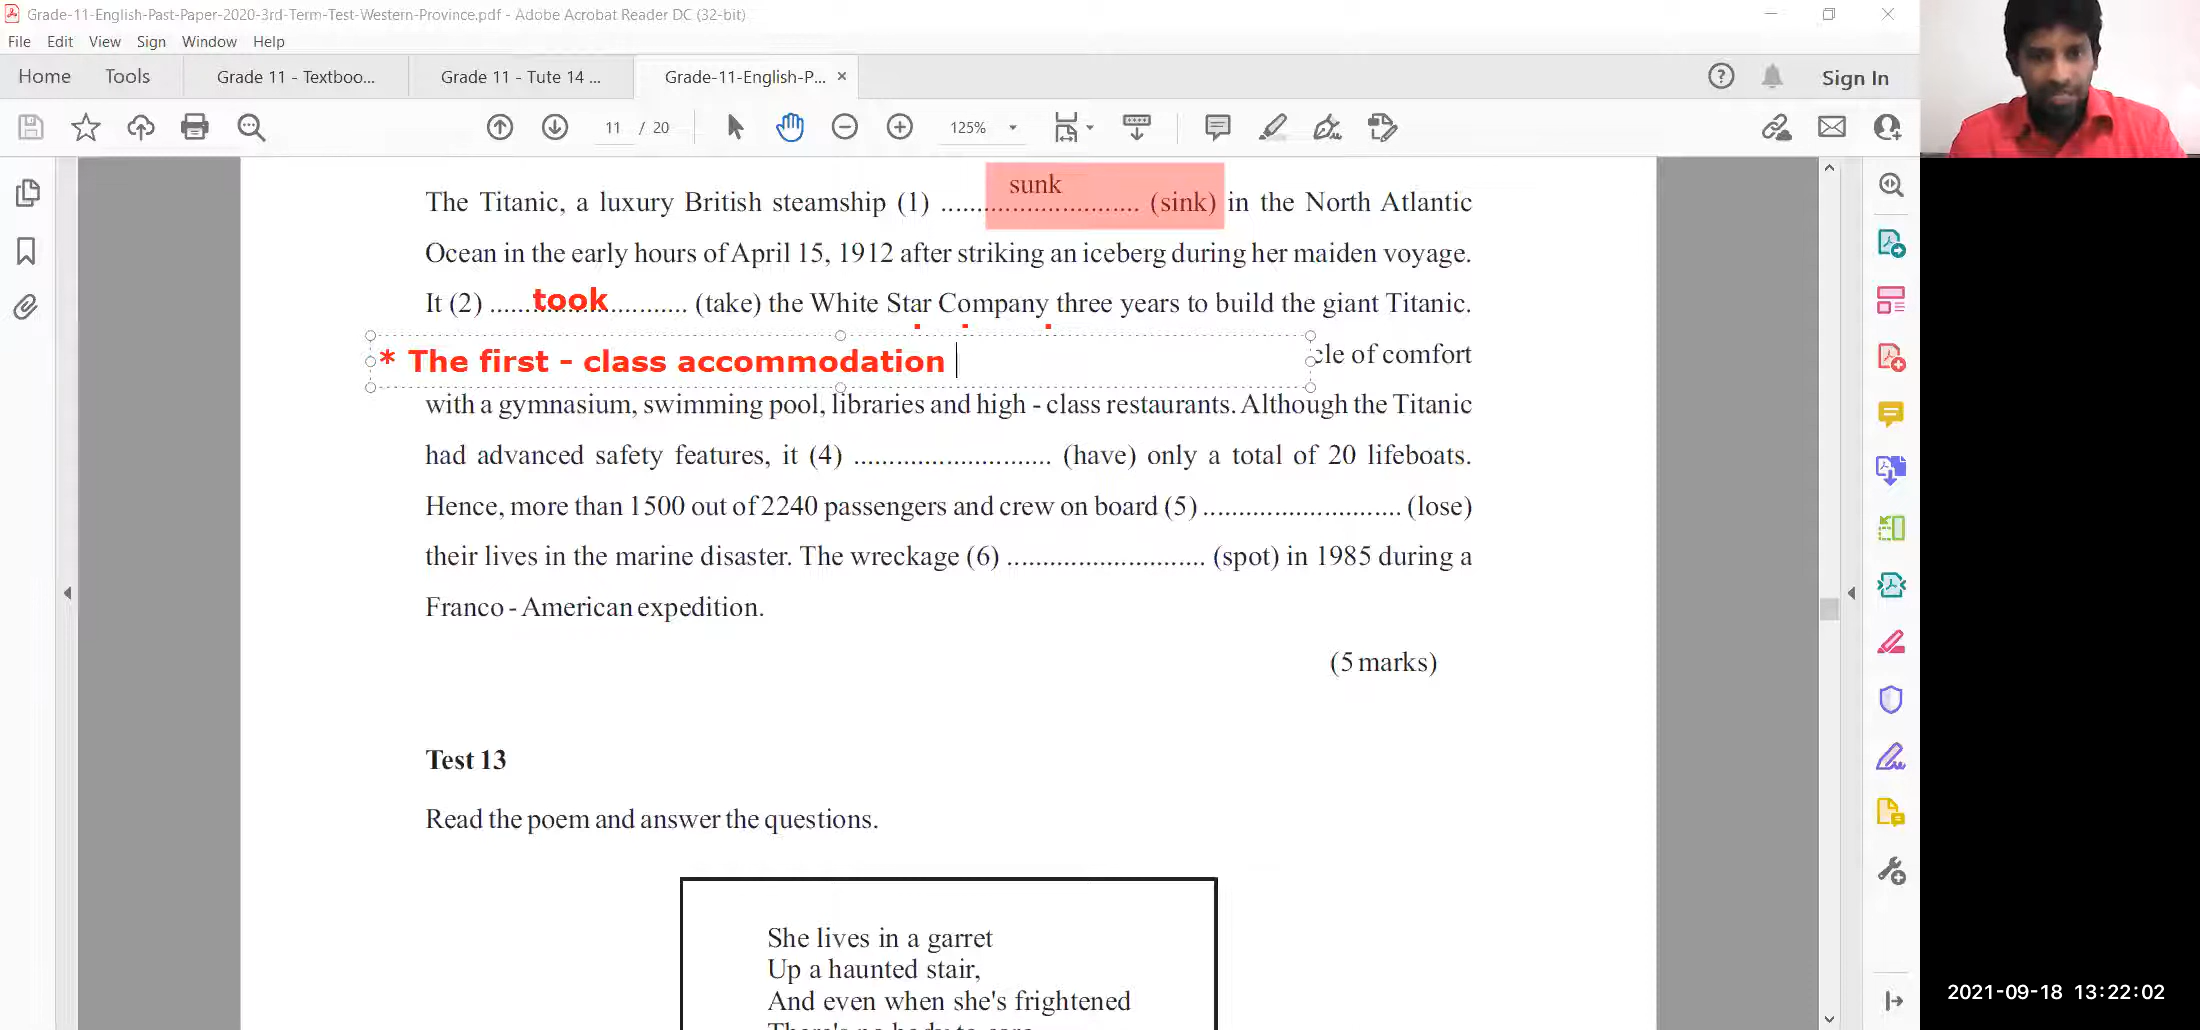 Grade-11-English-Past-Paper-2020-3rd-Term-Test-Western-Province.pdf - Adobe Acrobat Reader DC (32-bit)
File Edit View Sign Window Help
Home Tools Grade 11 - Textboo... Grade 11 - Tute 14 ... Grade-11-English-P... × Sign In
11 / 20 125%
sunk
The Titanic, a luxury British steamship (1) ............................ (sink) in the North Atlantic
Ocean in the early hours of April 15, 1912 after striking an iceberg during her maiden voyage.
It (2) ............................ (take) the White Star Company three years to build the giant Titanic.
took
* The first - class accommodation
cle of comfort
with a gymnasium, swimming pool, libraries and high - class restaurants. Although the Titanic
had advanced safety features, it (4) ............................ (have) only a total of 20 lifeboats.
Hence, more than 1500 out of 2240 passengers and crew on board (5) ............................ (lose)
their lives in the marine disaster. The wreckage (6) ............................ (spot) in 1985 during a
Franco - American expedition.
(5 marks)
Test 13
Read the poem and answer the questions.
She lives in a garret
Up a haunted stair,
And even when she's frightened
There's no body to care
2021-09-18 13:22:02